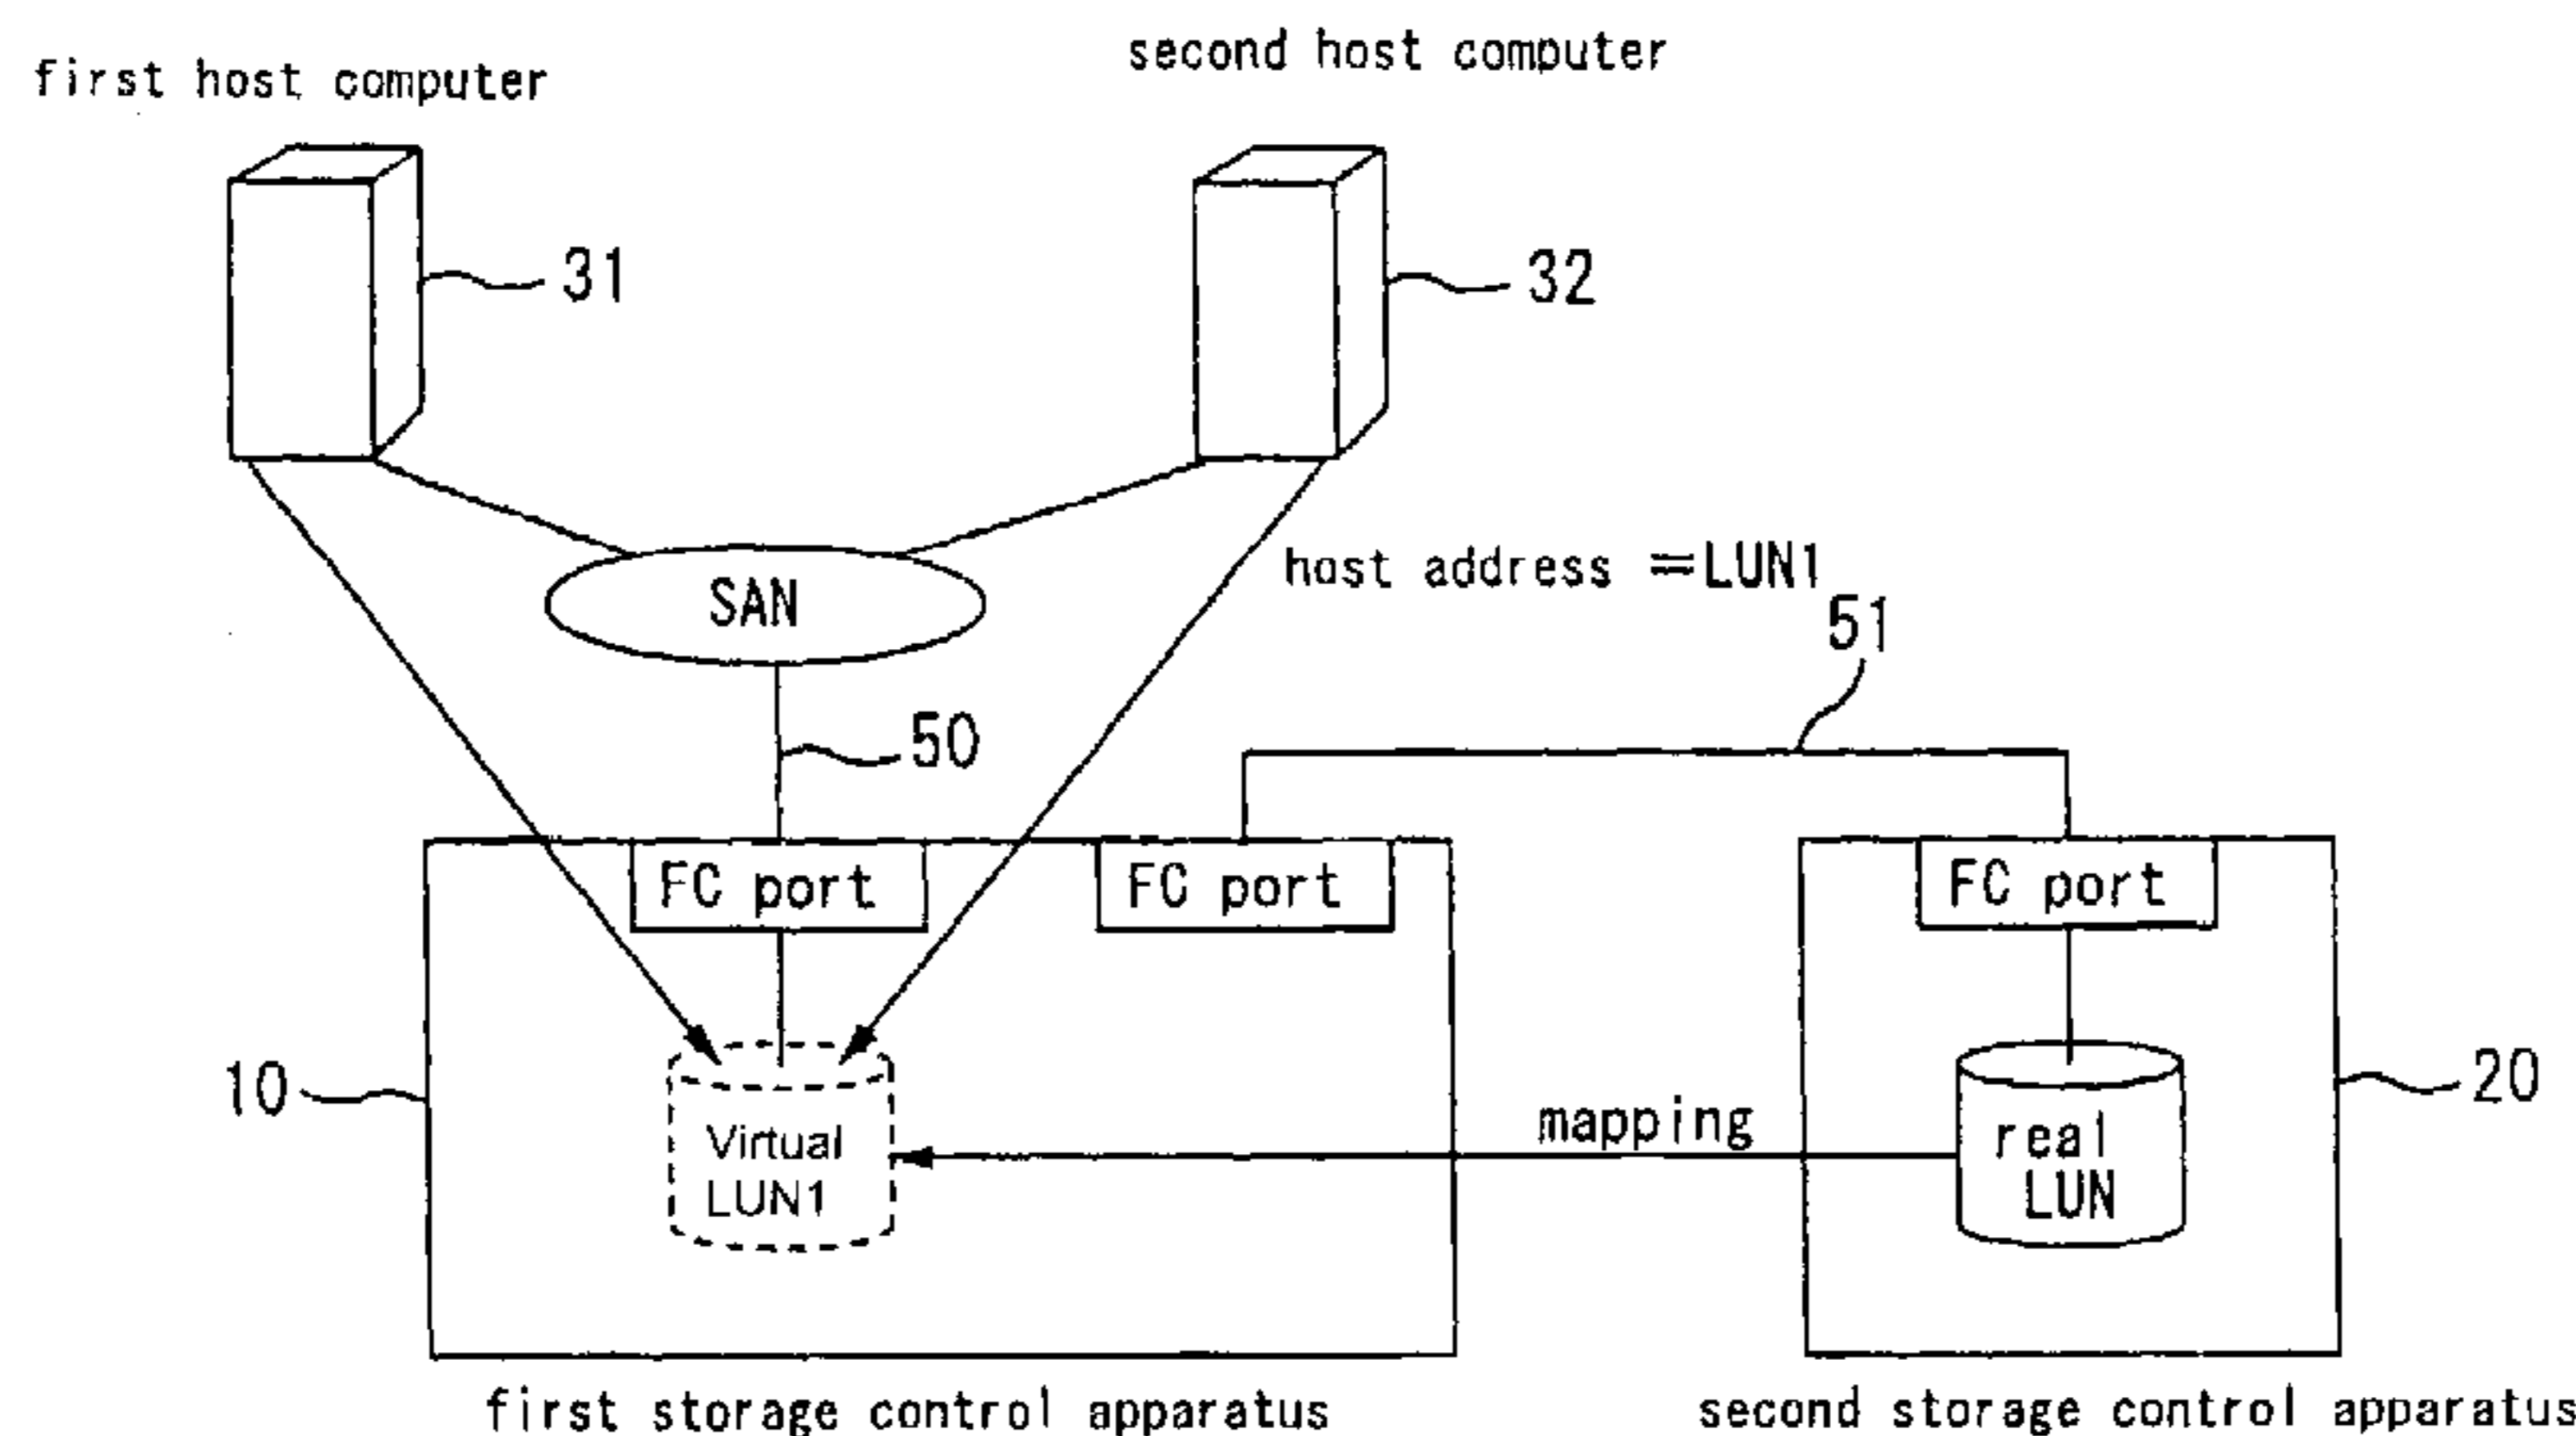 first host computer
second host computer
31
32
SAN
host address =LUN1
51
50
FC port
FC port
FC port
10
Virtual
LUN1
mapping
real
LUN
20
first storage control apparatus
second storage control apparatus